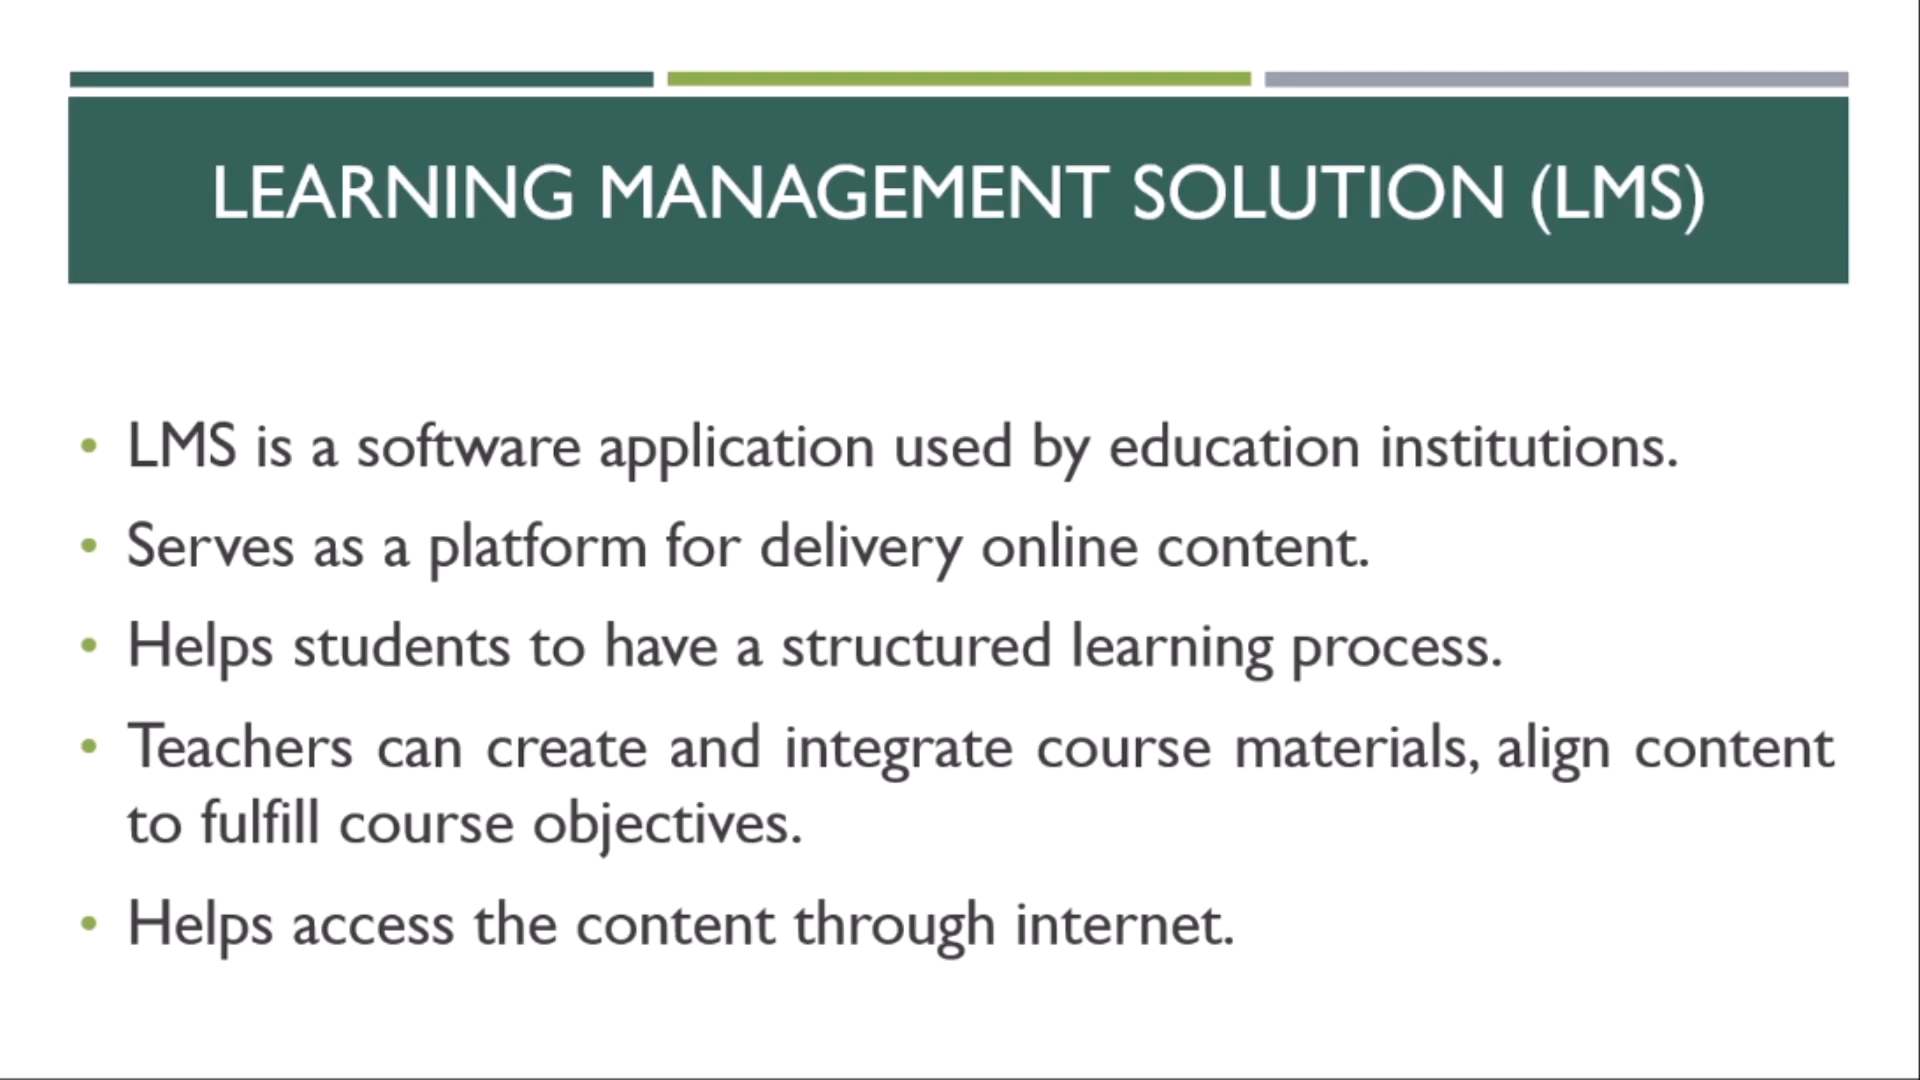 LEARNING MANAGEMENT SOLUTION (LMS)
• LMS is a software application used by education institutions.
• Serves as a platform for delivery online content.
• Helps students to have a structured learning process.
• Teachers can create and integrate course materials, align content
to fulfill course objectives.
• Helps access the content through internet.